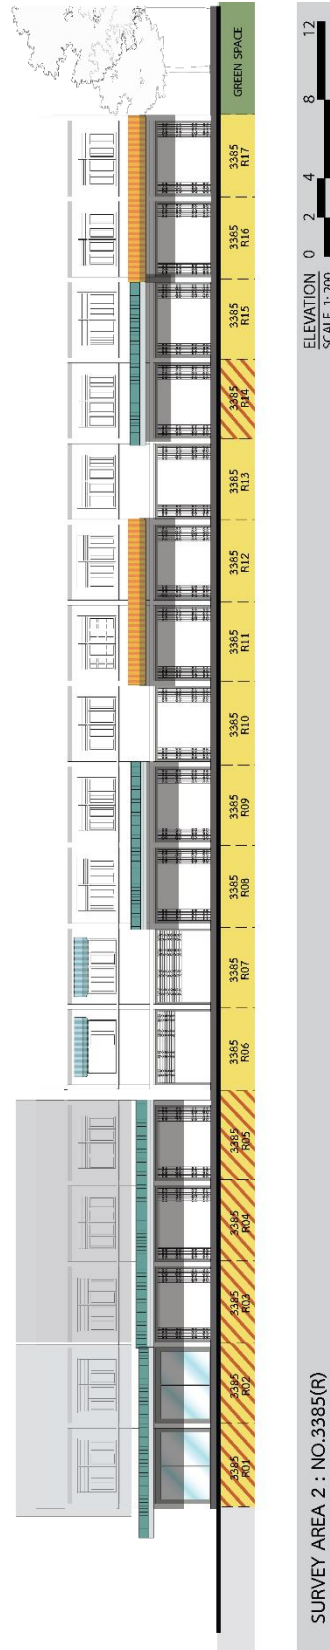 3385
R01
3385
R02
3385
R03
3385
R04
3385
R05
3385
R06
3385
R07
3385
R08
3385
R09
3385
R10
3385
R11
3385
R12
3385
R13
3385
R14
3385
R15
3385
R16
3385
R17
GREEN SPACE
SURVEY AREA 2 : NO.3385(R)
ELEVATION
SCALE 1:200
0 2 4 8 12